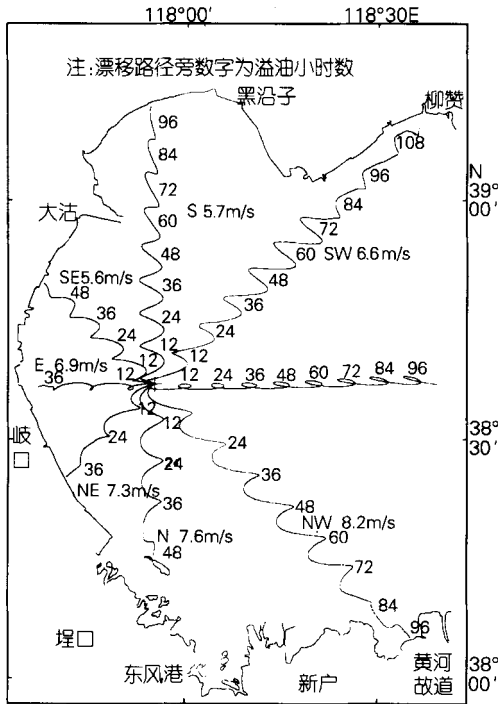 118°00′
118°30′
注:漂移路径旁数字为溢油小时数
黑沿子
柳赞
96
84
72
60
48
36
24
12
S 5.7m/s
108
96
84
72
60
48
36
24
12
SW 6.6m/s
N
39°
00′
大沽
SE5.6m/s
48
36
24
12
E 6.9m/s
36
12
12
24
36
48
60
72
84
96
38°
30′
岐
口
24
36
NE 7.3m/s
12
24
36
48
N 7.6m/s
24
36
48
60
72
84
96
NW 8.2m/s
埕口
东风港
新户
黄河
故道
38°
00′